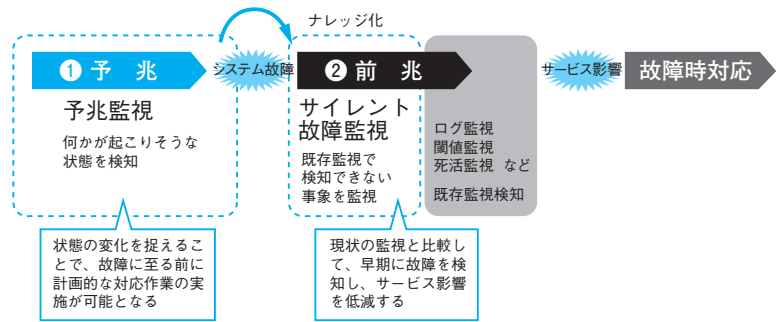 ナレッジ化
❶予 兆
システム故障
❷前 兆
サービス影響
故障時対応
予兆監視
何かが起こりそうな
状態を検知
サイレント
故障監視
既存監視で
検知できない
事象を監視
ログ監視
閾値監視
死活監視 など
既存監視検知
状態の変化を捉えるこ
とで、故障に至る前に
計画的な対応作業の実
施が可能となる
現状の監視と比較し
て、早期に故障を検
知し、サービス影響
を低減する